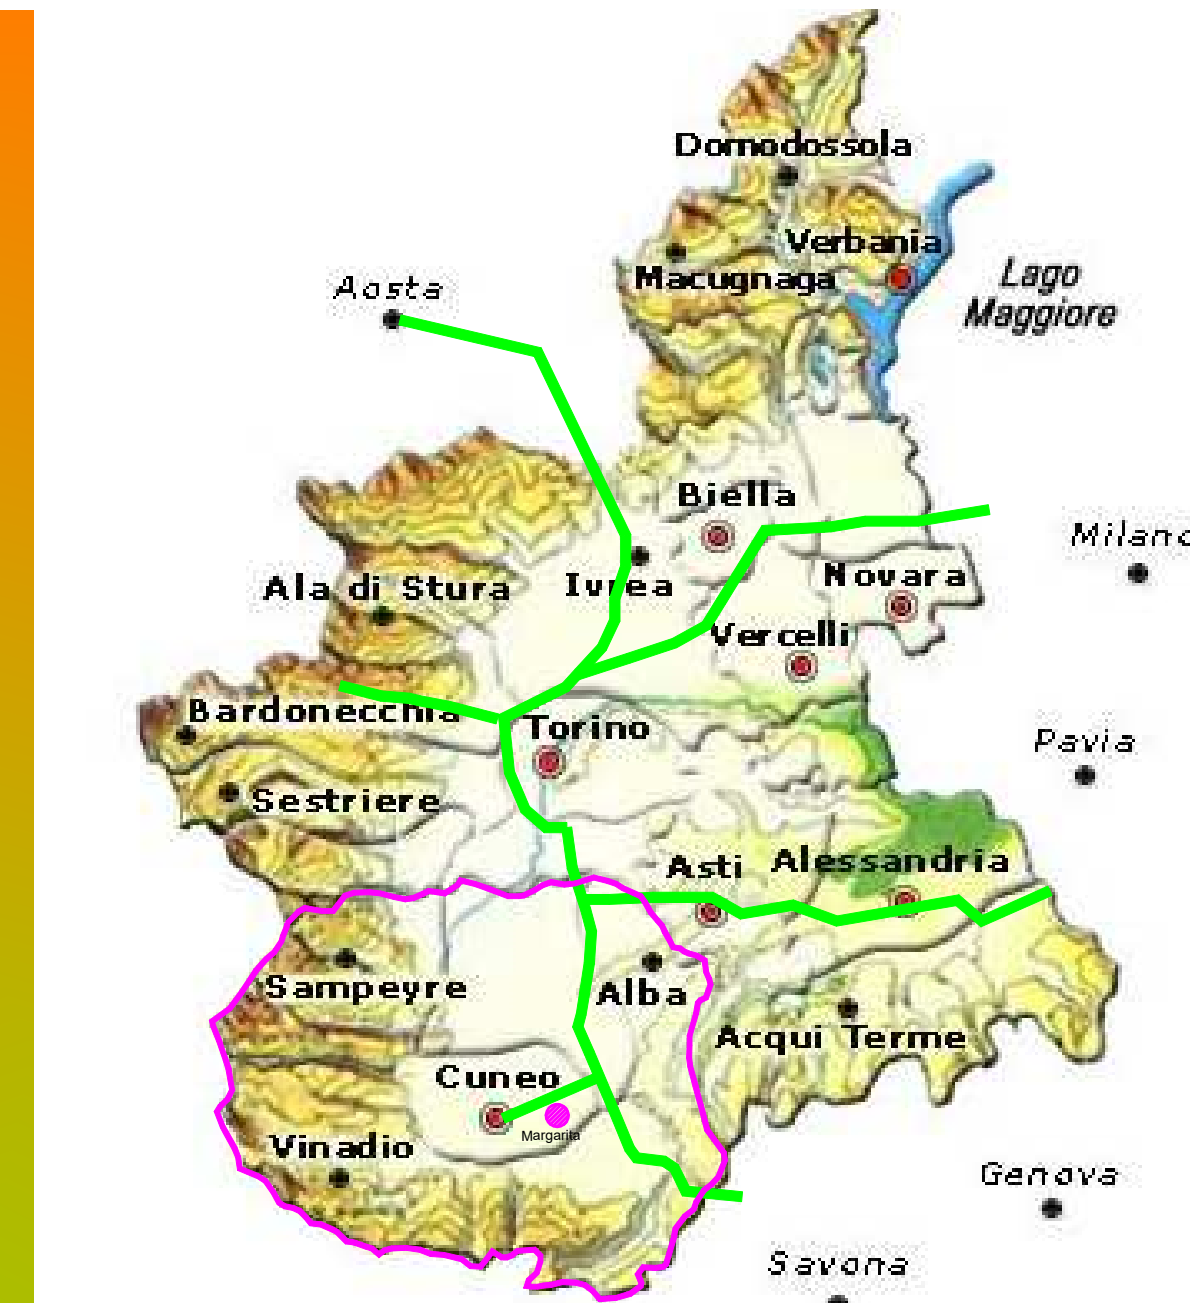 Domodossola
Verbania
Macugnaga
Lago
Maggiore
Aosta
Biella
Milano
Ivrea
Novara
Ala di Stura
Vercelli
Bardonecchia
Torino
Pavia
Sestriere
Asti
Alessandria
Sampeyre
Alba
Acqui Terme
Cuneo
Margarita
Vinadio
Genova
Savona